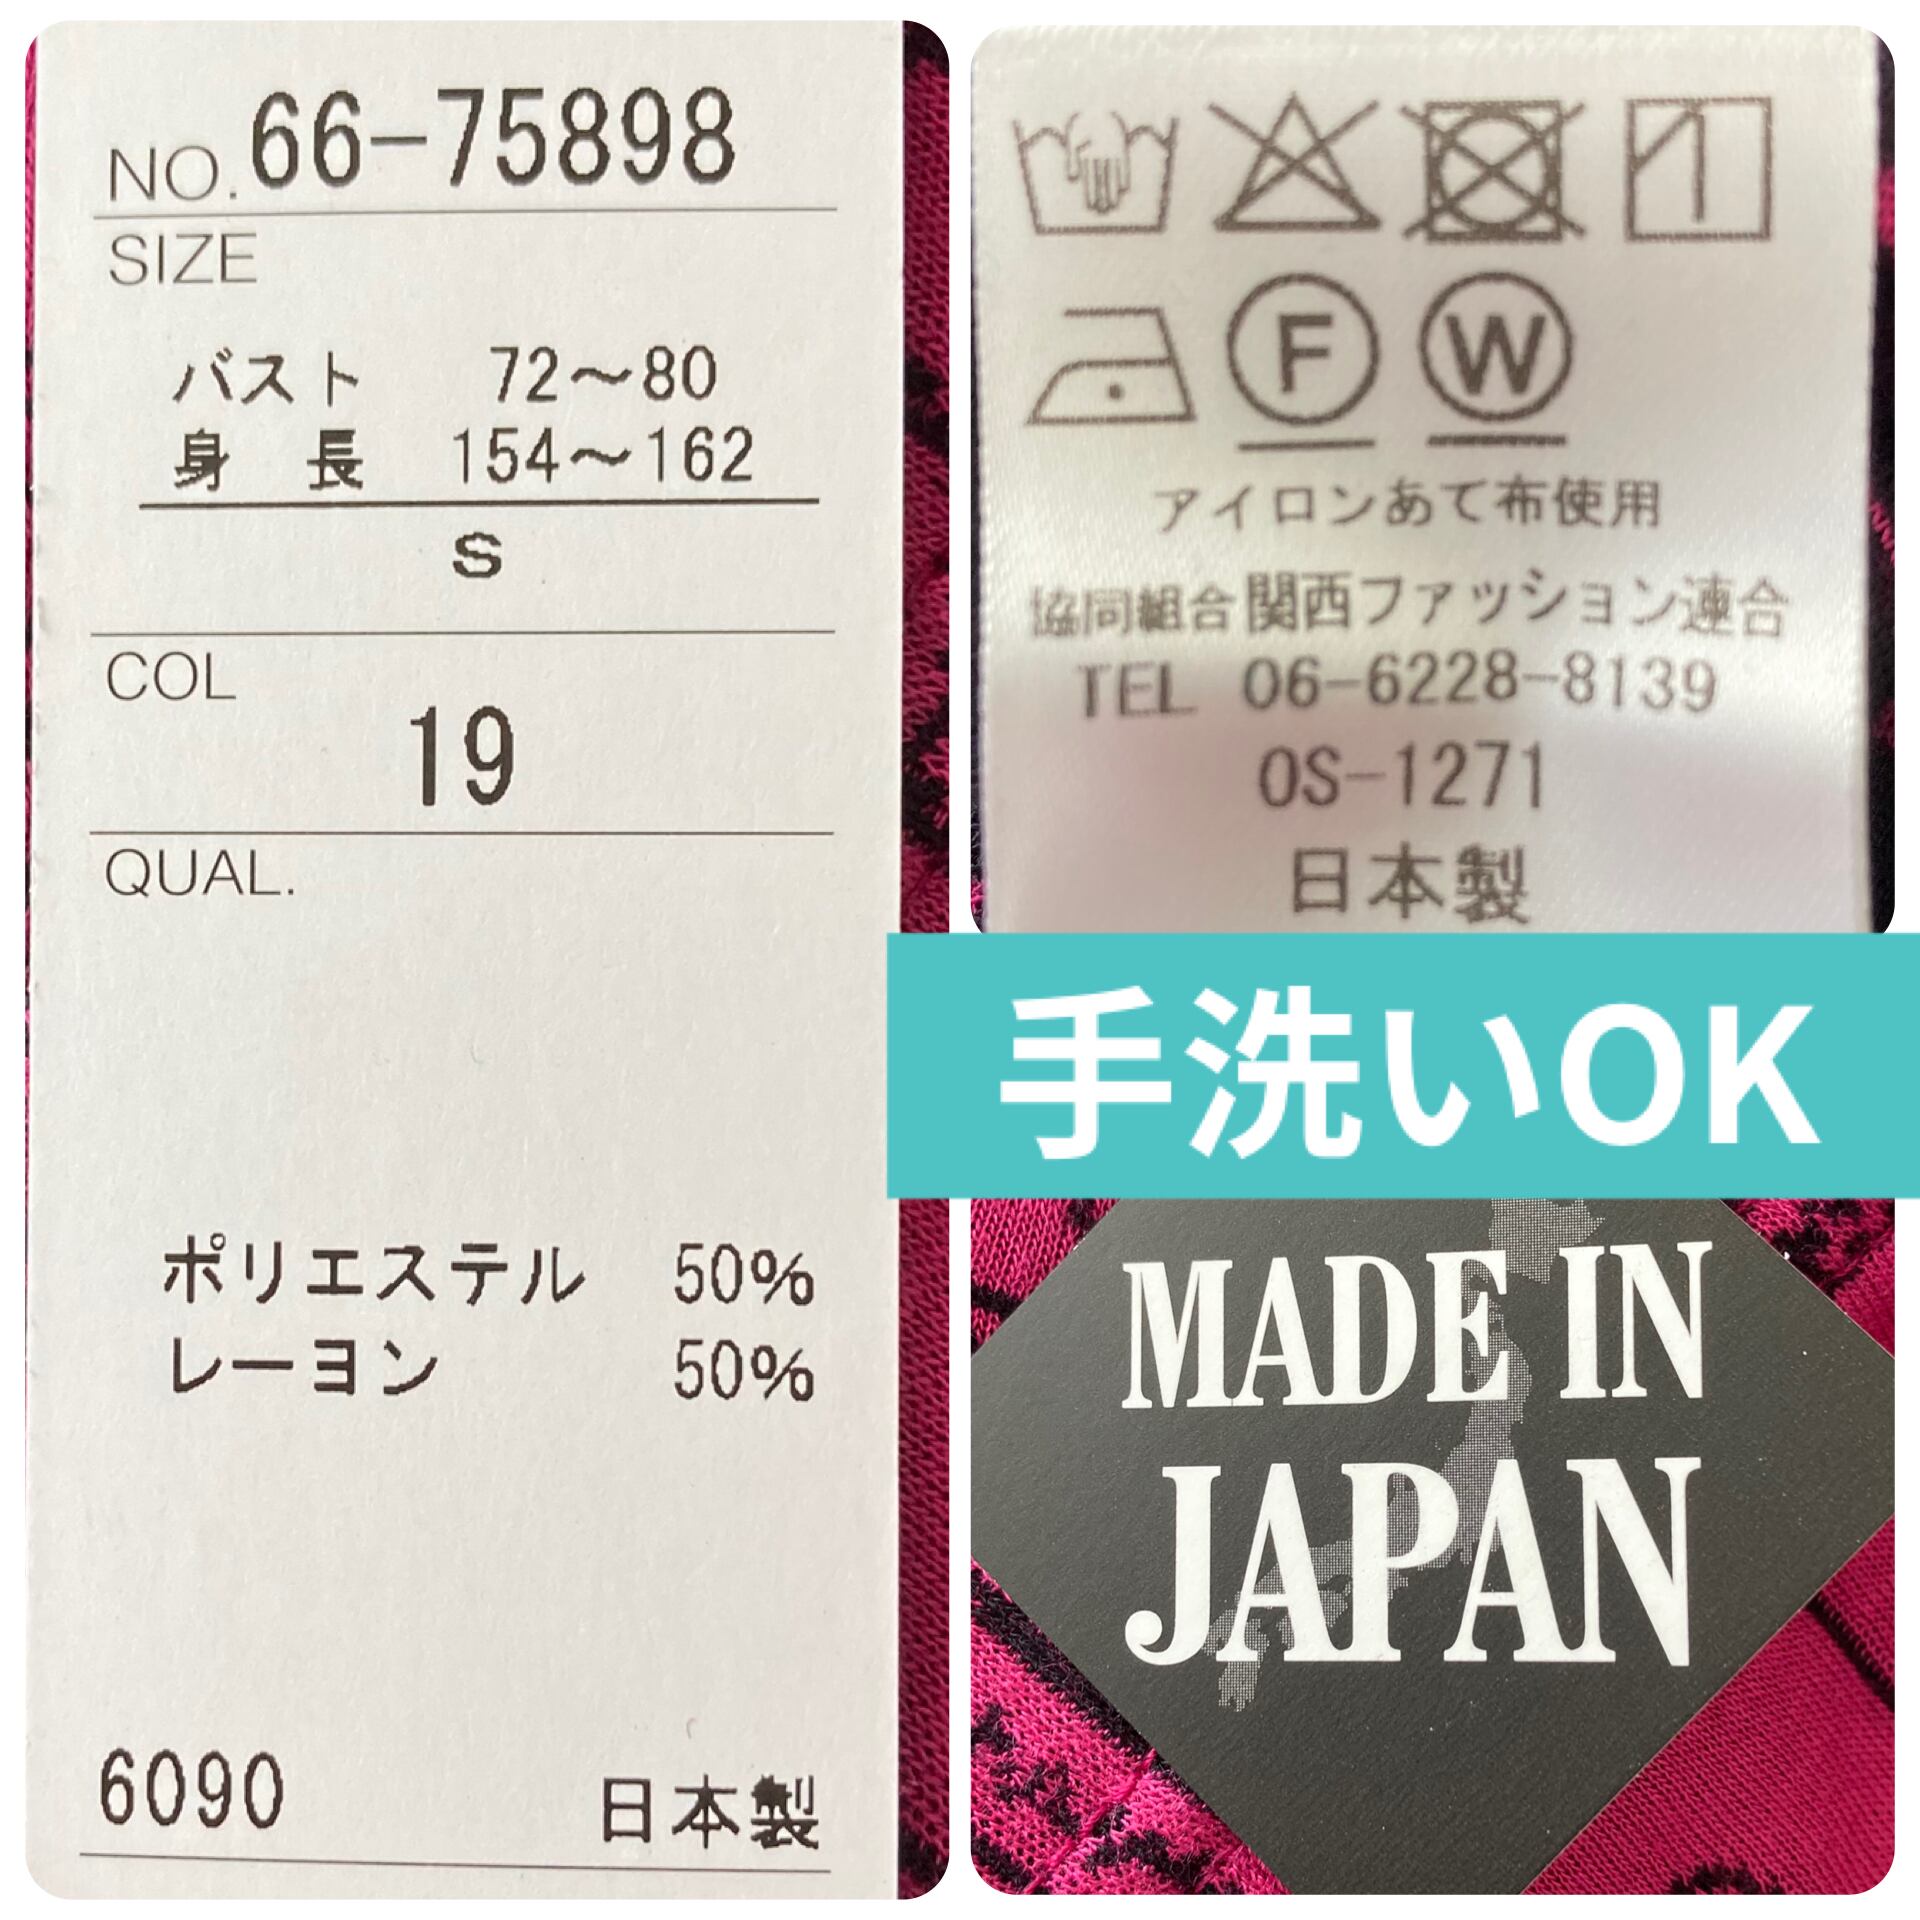 NO. 66-75898
SIZE
バスト 72～80
身 長 154～162
S
COL
19
QUAL.
ポリエステル 50%
レーヨン 50%
6090 日本製
F W
アイロンあて布使用
協同組合関西ファッション連合
TEL 06-6228-8139
OS-1271
日本製
手洗いOK
MADE IN
JAPAN